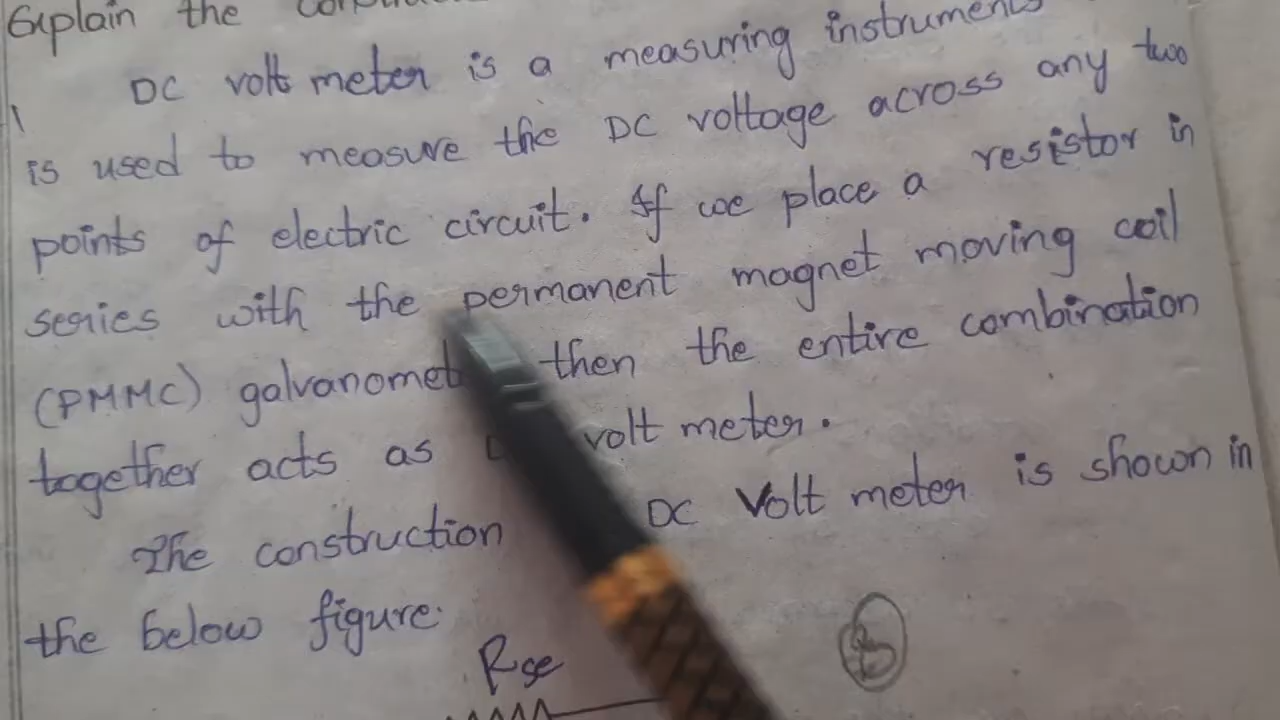 Explain the
DC volt meter is a measuring instruments
is used to measure the DC voltage across any two
points of electric circuit. If we place a resistor in
series with the permanent magnet moving coil
(PMMC) galvanomet then the entire combination
together acts as volt meter.
The construction DC Volt meter is shown in
the below figure.
Rse